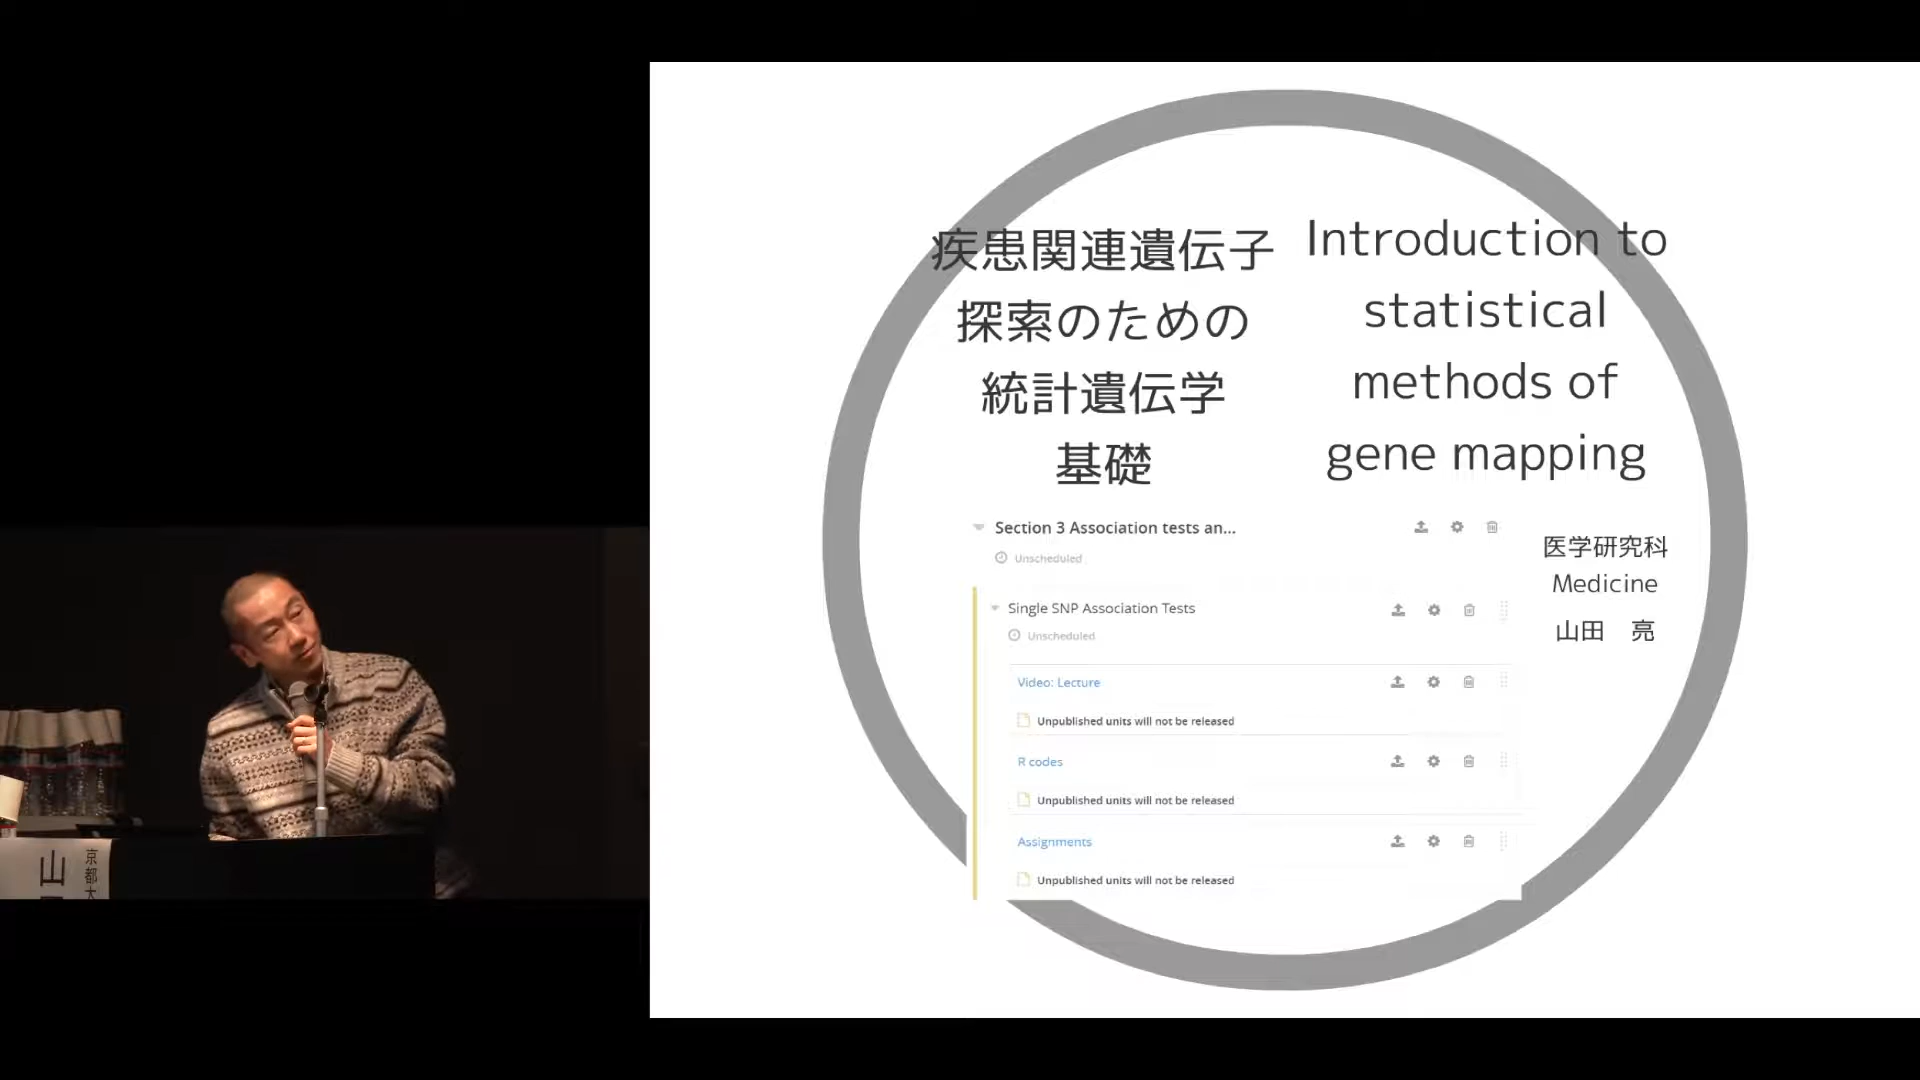 疾患関連遺伝子
探索のための
統計遺伝学
基礎
Introduction to
statistical
methods of
gene mapping
Section 3 Association tests an...
Unscheduled
Single SNP Association Tests
Unscheduled
Video: Lecture
Unpublished units will not be released
R codes
Unpublished units will not be released
Assignments
Unpublished units will not be released
医学研究科
Medicine
山田 亮
京都大
山